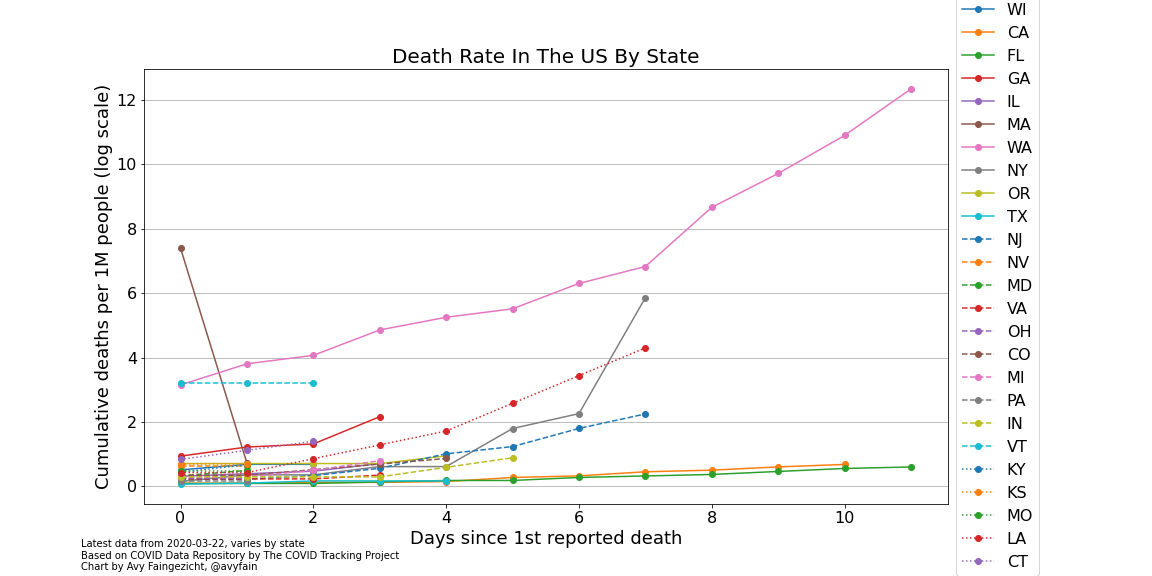 Death Rate In The US By State
Cumulative deaths per 1M people (log scale)
12
10
8
6
4
2
0
0
2
4
6
8
10
Days since 1st reported death
Latest data from 2020-03-22, varies by state
Based on COVID Data Repository by The COVID Tracking Project
Chart by Avy Faingezicht, @avyfain
WI
CA
FL
GA
IL
MA
WA
NY
OR
TX
NJ
NV
MD
VA
OH
CO
MI
PA
IN
VT
KY
KS
MO
LA
CT